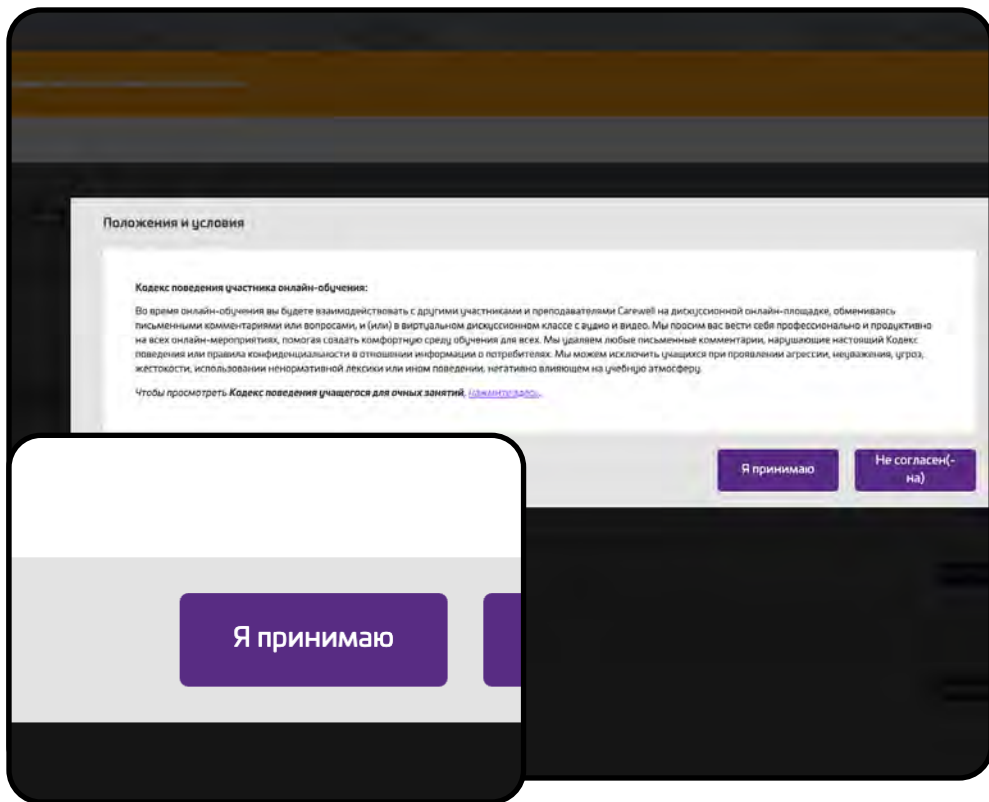 Положения и условия
Кодекс поведения участника онлайн-обучения:
Во время онлайн-обучения вы будете взаимодействовать с другими участниками и преподавателями Carewell на дискуссионной онлайн-площадке, обмениваясь
письменными комментариями или вопросами, и (или) в виртуальном дискуссионном классе с аудио и видео. Мы просим вас вести себя профессионально и продуктивно
на всех онлайн-мероприятиях, помогая создать комфортную среду обучения для всех. Мы удаляем любые письменные комментарии, нарушающие настоящий Кодекс
поведения или правила конфиденциальности в отношении информации о потребителях. Мы можем исключить учащихся при проявлении агрессии, неуважения, угроз,
жестокости, использовании ненормативной лексики или ином поведении, негативно влияющем на учебную атмосферу.
Чтобы просмотреть Кодекс поведения учащегося для очных занятий, нажмите здесь.
Я принимаю
Не согласен(-
на)
Я принимаю